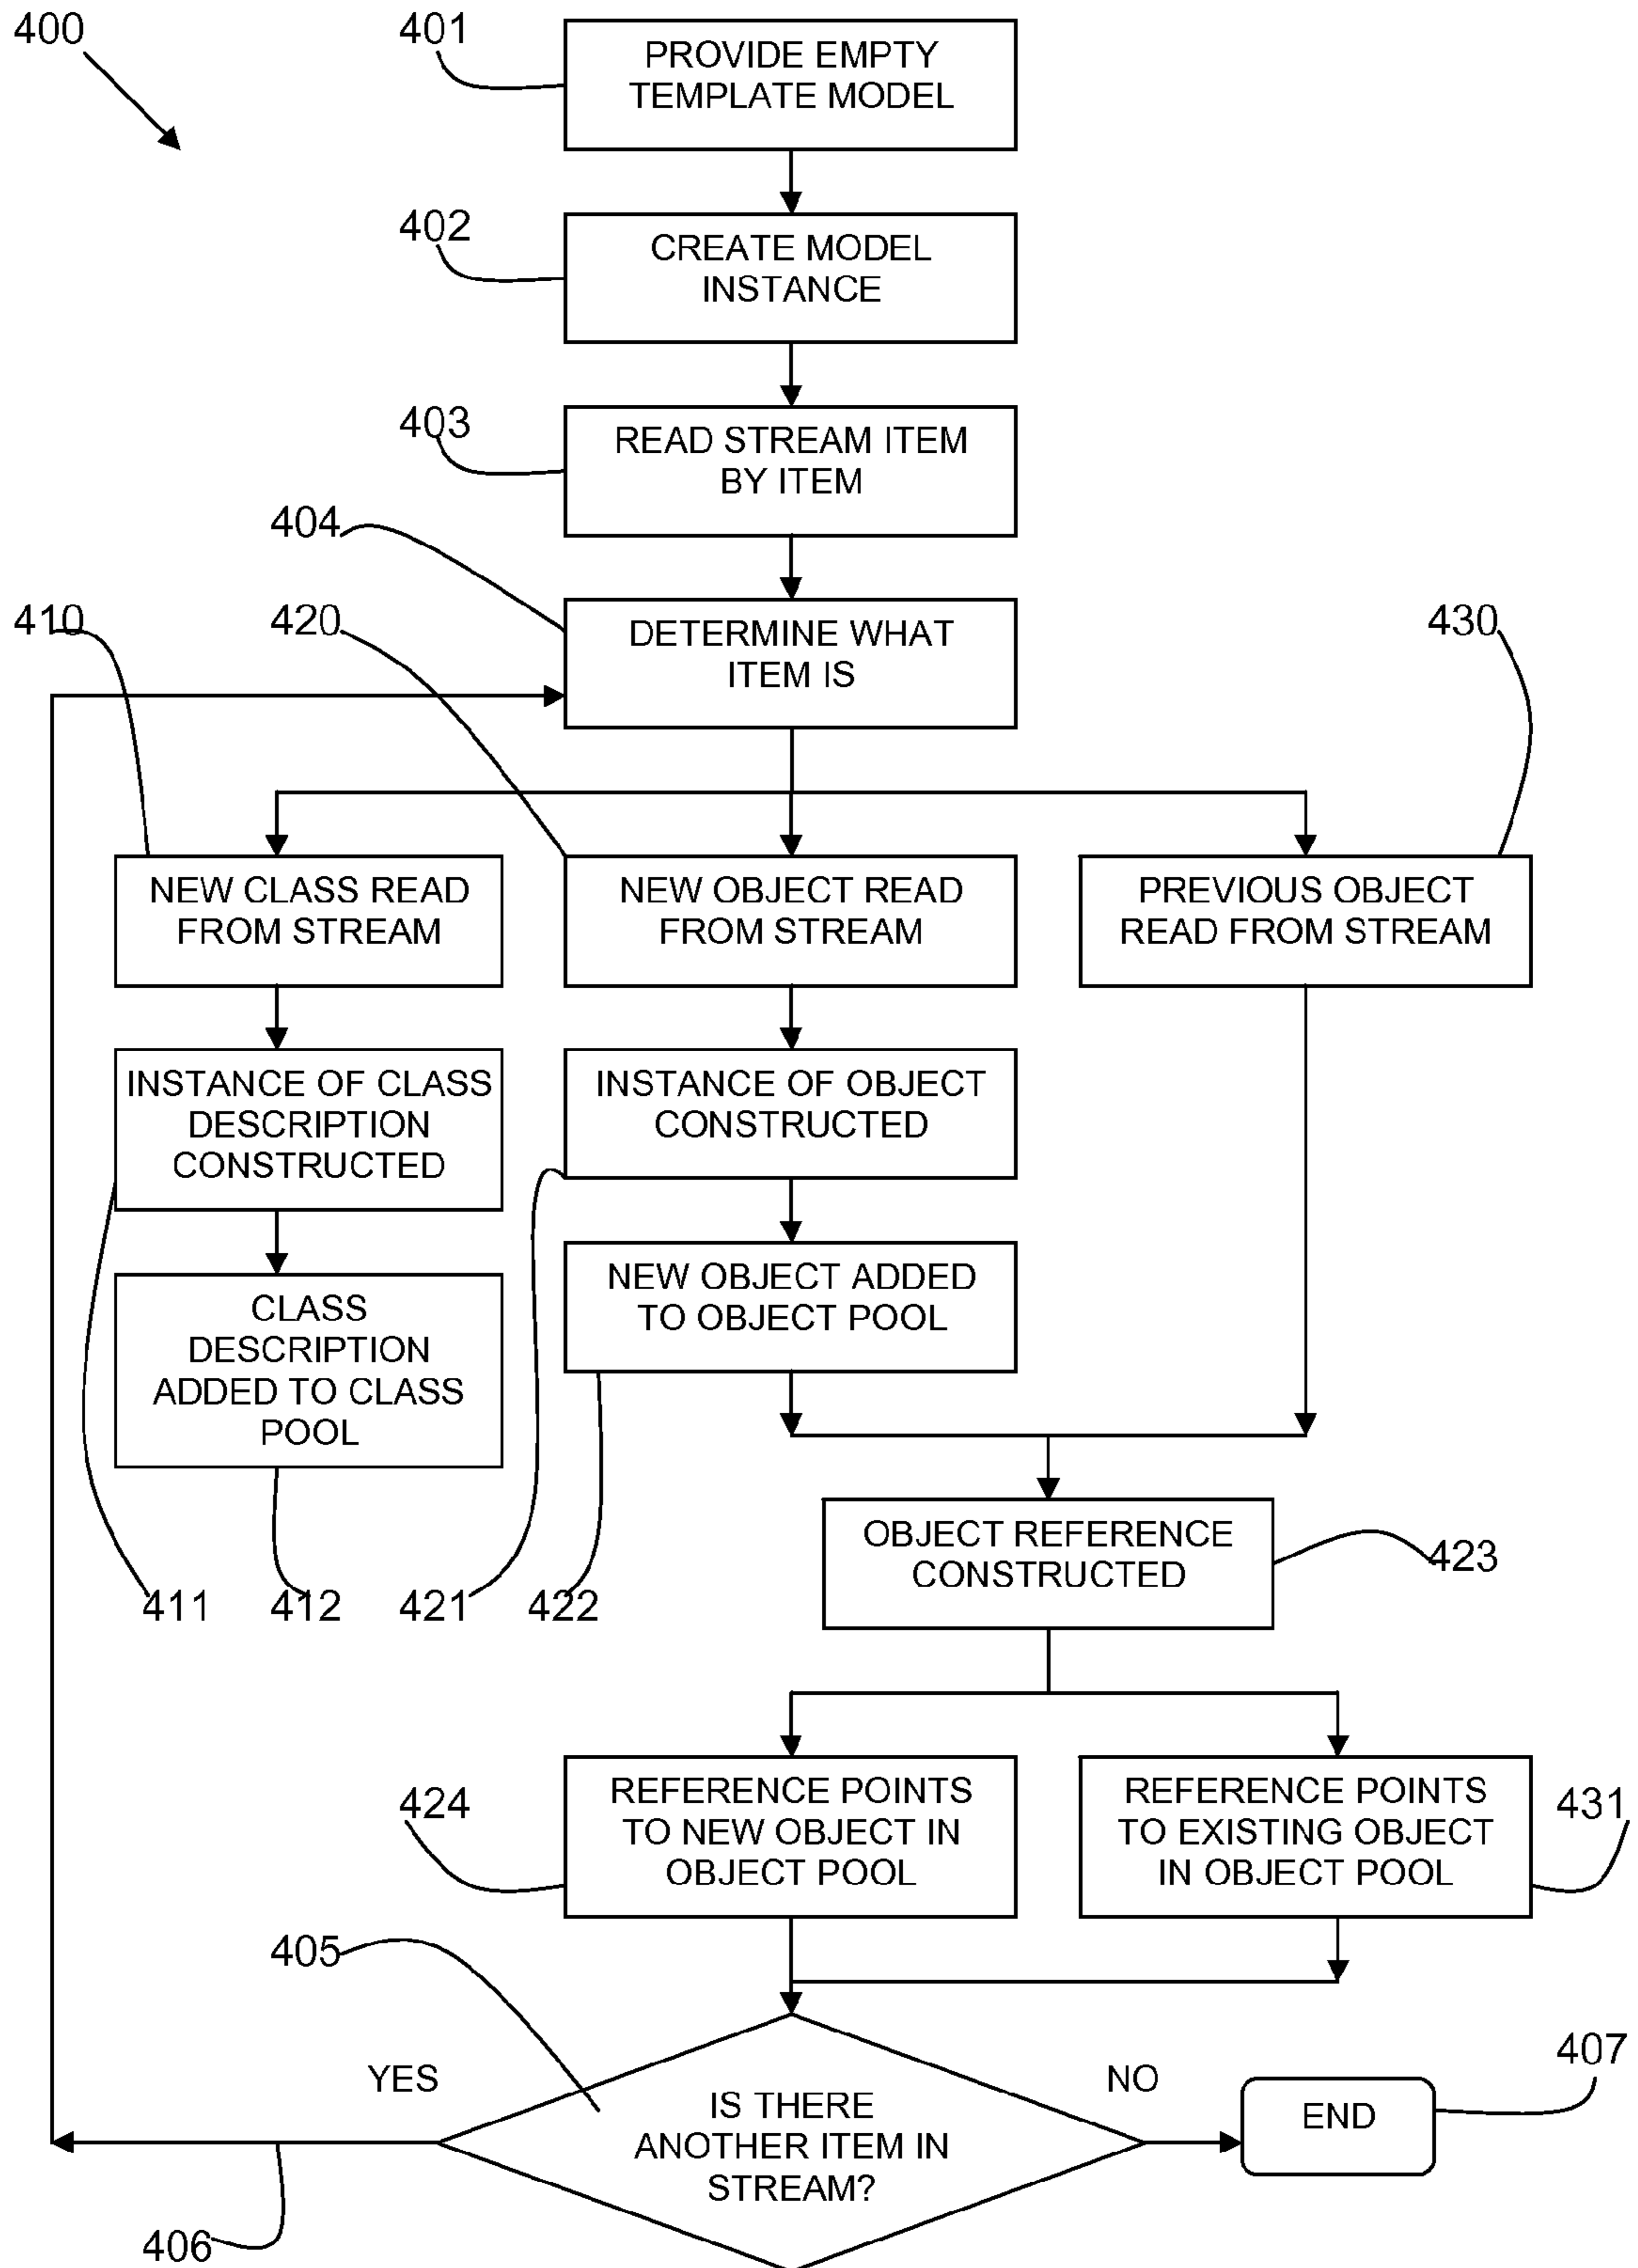 400
401
PROVIDE EMPTY
TEMPLATE MODEL
402
CREATE MODEL
INSTANCE
403
READ STREAM ITEM
BY ITEM
404
DETERMINE WHAT
ITEM IS
410
420
430
NEW CLASS READ
FROM STREAM
NEW OBJECT READ
FROM STREAM
PREVIOUS OBJECT
READ FROM STREAM
INSTANCE OF CLASS
DESCRIPTION
CONSTRUCTED
INSTANCE OF OBJECT
CONSTRUCTED
CLASS
DESCRIPTION
ADDED TO CLASS
POOL
NEW OBJECT ADDED
TO OBJECT POOL
OBJECT REFERENCE
CONSTRUCTED
423
411
412
421
422
REFERENCE POINTS
TO NEW OBJECT IN
OBJECT POOL
424
REFERENCE POINTS
TO EXISTING OBJECT
IN OBJECT POOL
431
405
YES
IS THERE
ANOTHER ITEM IN
STREAM?
NO
END
407
406